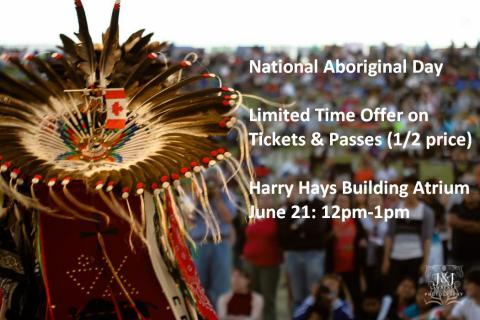 National Aboriginal Day
Limited Time Offer on
Tickets & Passes (1/2 price)
Harry Hays Building Atrium
June 21: 12pm-1pm
J&J
PHOTOGRAPHY